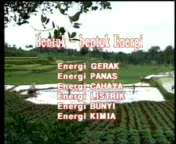 Bentuk - bentuk Energi
Energi GERAK
Energi PANAS
Energi CAHAYA
Energi LISTRIK
Energi BUNYI
Energi KIMIA